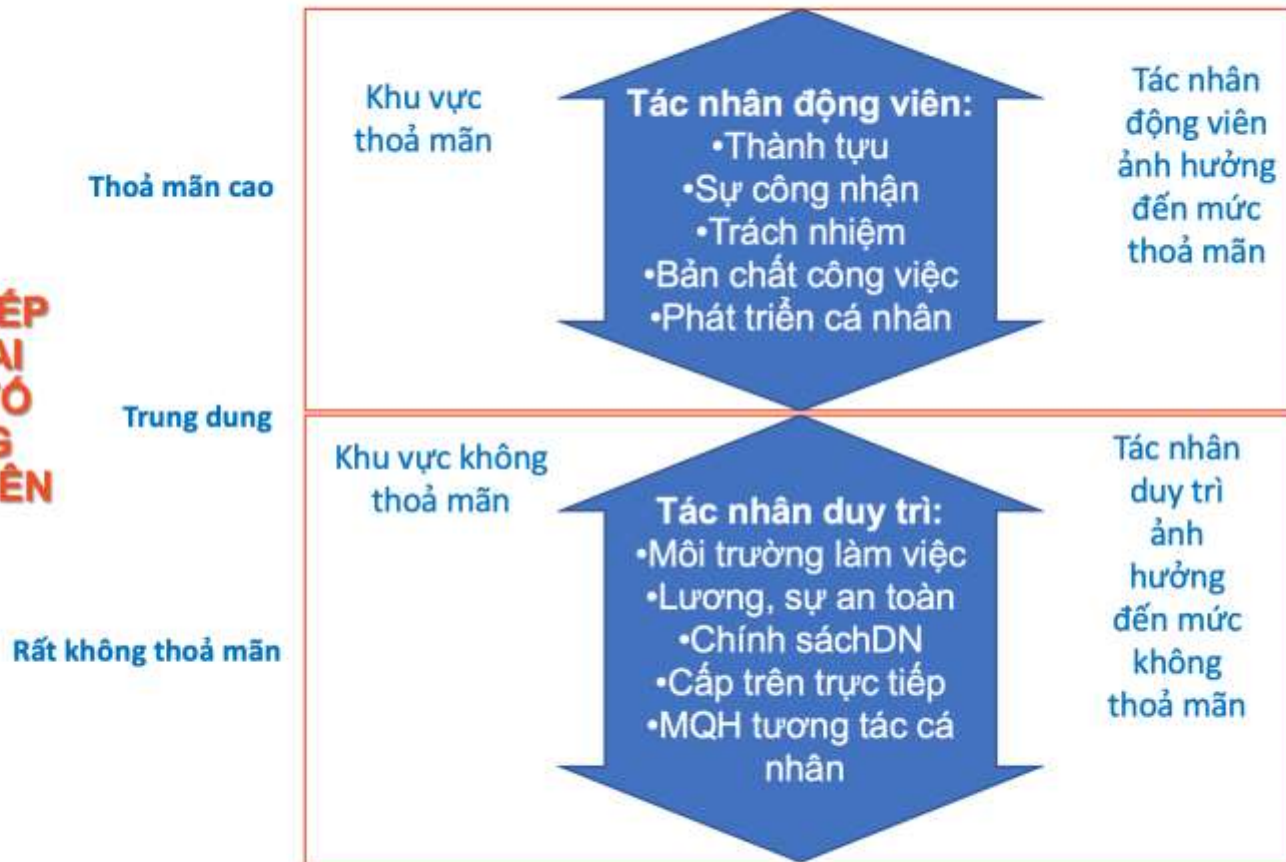 Khu vực
thoả mãn
Tác nhân động viên:
•Thành tựu
•Sự công nhận
•Trách nhiệm
•Bản chất công việc
•Phát triển cá nhân
Tác nhân
động viên
ảnh hưởng
đến mức
thoả mãn
Thoả mãn cao
Trung dung
Rất không thoả mãn
Khu vực không
thoả mãn
Tác nhân duy trì:
•Môi trường làm việc
•Lương, sự an toàn
•Chính sáchDN
•Cấp trên trực tiếp
•MQH tương tác cá
nhân
Tác nhân
duy trì
ảnh
hưởng
đến mức
không
thoả mãn